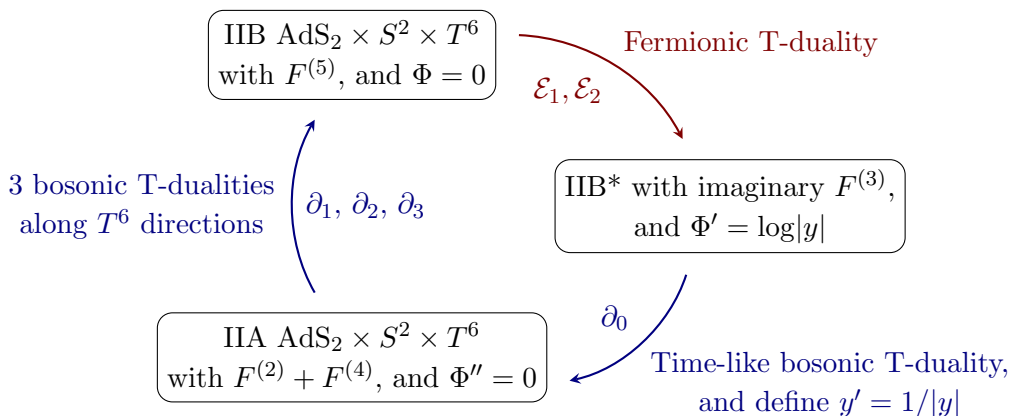 IIB AdS₂ × S² × T⁶
with F⁽⁵⁾, and Φ = 0
Fermionic T-duality
ℰ₁, ℰ₂
IIB* with imaginary F⁽³⁾,
and Φ′ = log|y|
3 bosonic T-dualities
along T⁶ directions
∂₁, ∂₂, ∂₃
∂₀
IIA AdS₂ × S² × T⁶
with F⁽²⁾ + F⁽⁴⁾, and Φ″ = 0
Time-like bosonic T-duality,
and define y′ = 1/|y|